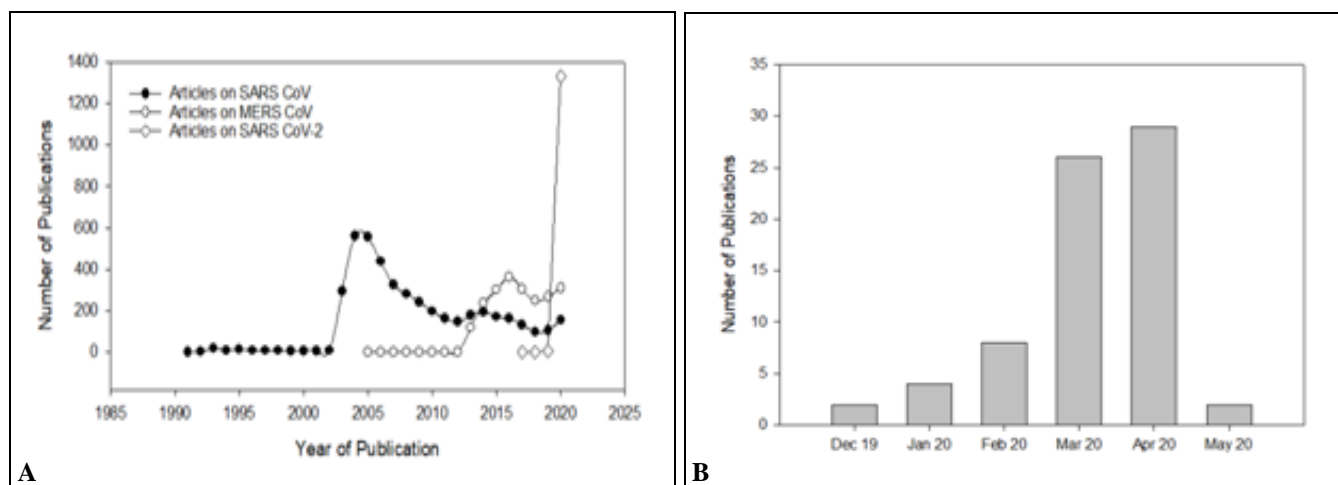 1400
1200
1000
800
600
400
200
0
Number of Publications
Articles on SARS CoV
Articles on MERS CoV
Articles on SARS CoV-2
1985 1990 1995 2000 2005 2010 2015 2020 2025
Year of Publication
A
35
30
25
20
15
10
5
0
Number of Publications
Dec 19 Jan 20 Feb 20 Mar 20 Apr 20 May 20
B